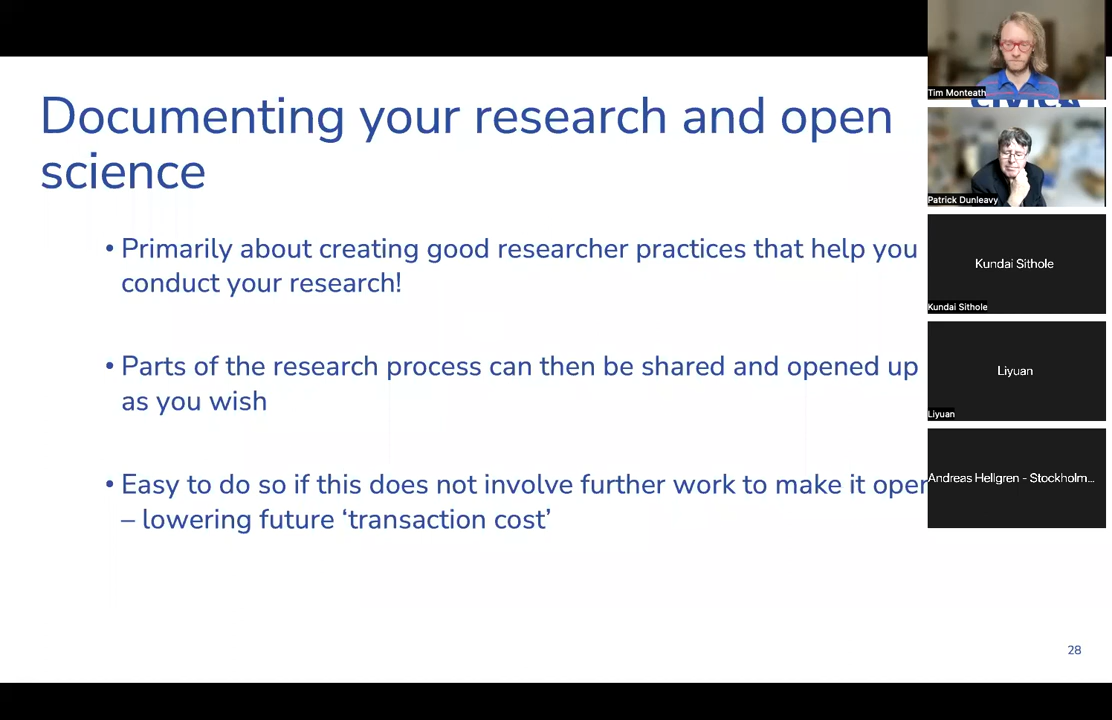 Documenting your research and open
science
• Primarily about creating good researcher practices that help you
conduct your research!
• Parts of the research process can then be shared and opened up
as you wish
• Easy to do so if this does not involve further work to make it open
– lowering future ‘transaction cost’
28
Tim Monteath
CIVICA
Patrick Dunleavy
Kundai Sithole
Kundai Sithole
Liyuan
Liyuan
Andreas Hellgren - Stockholm...